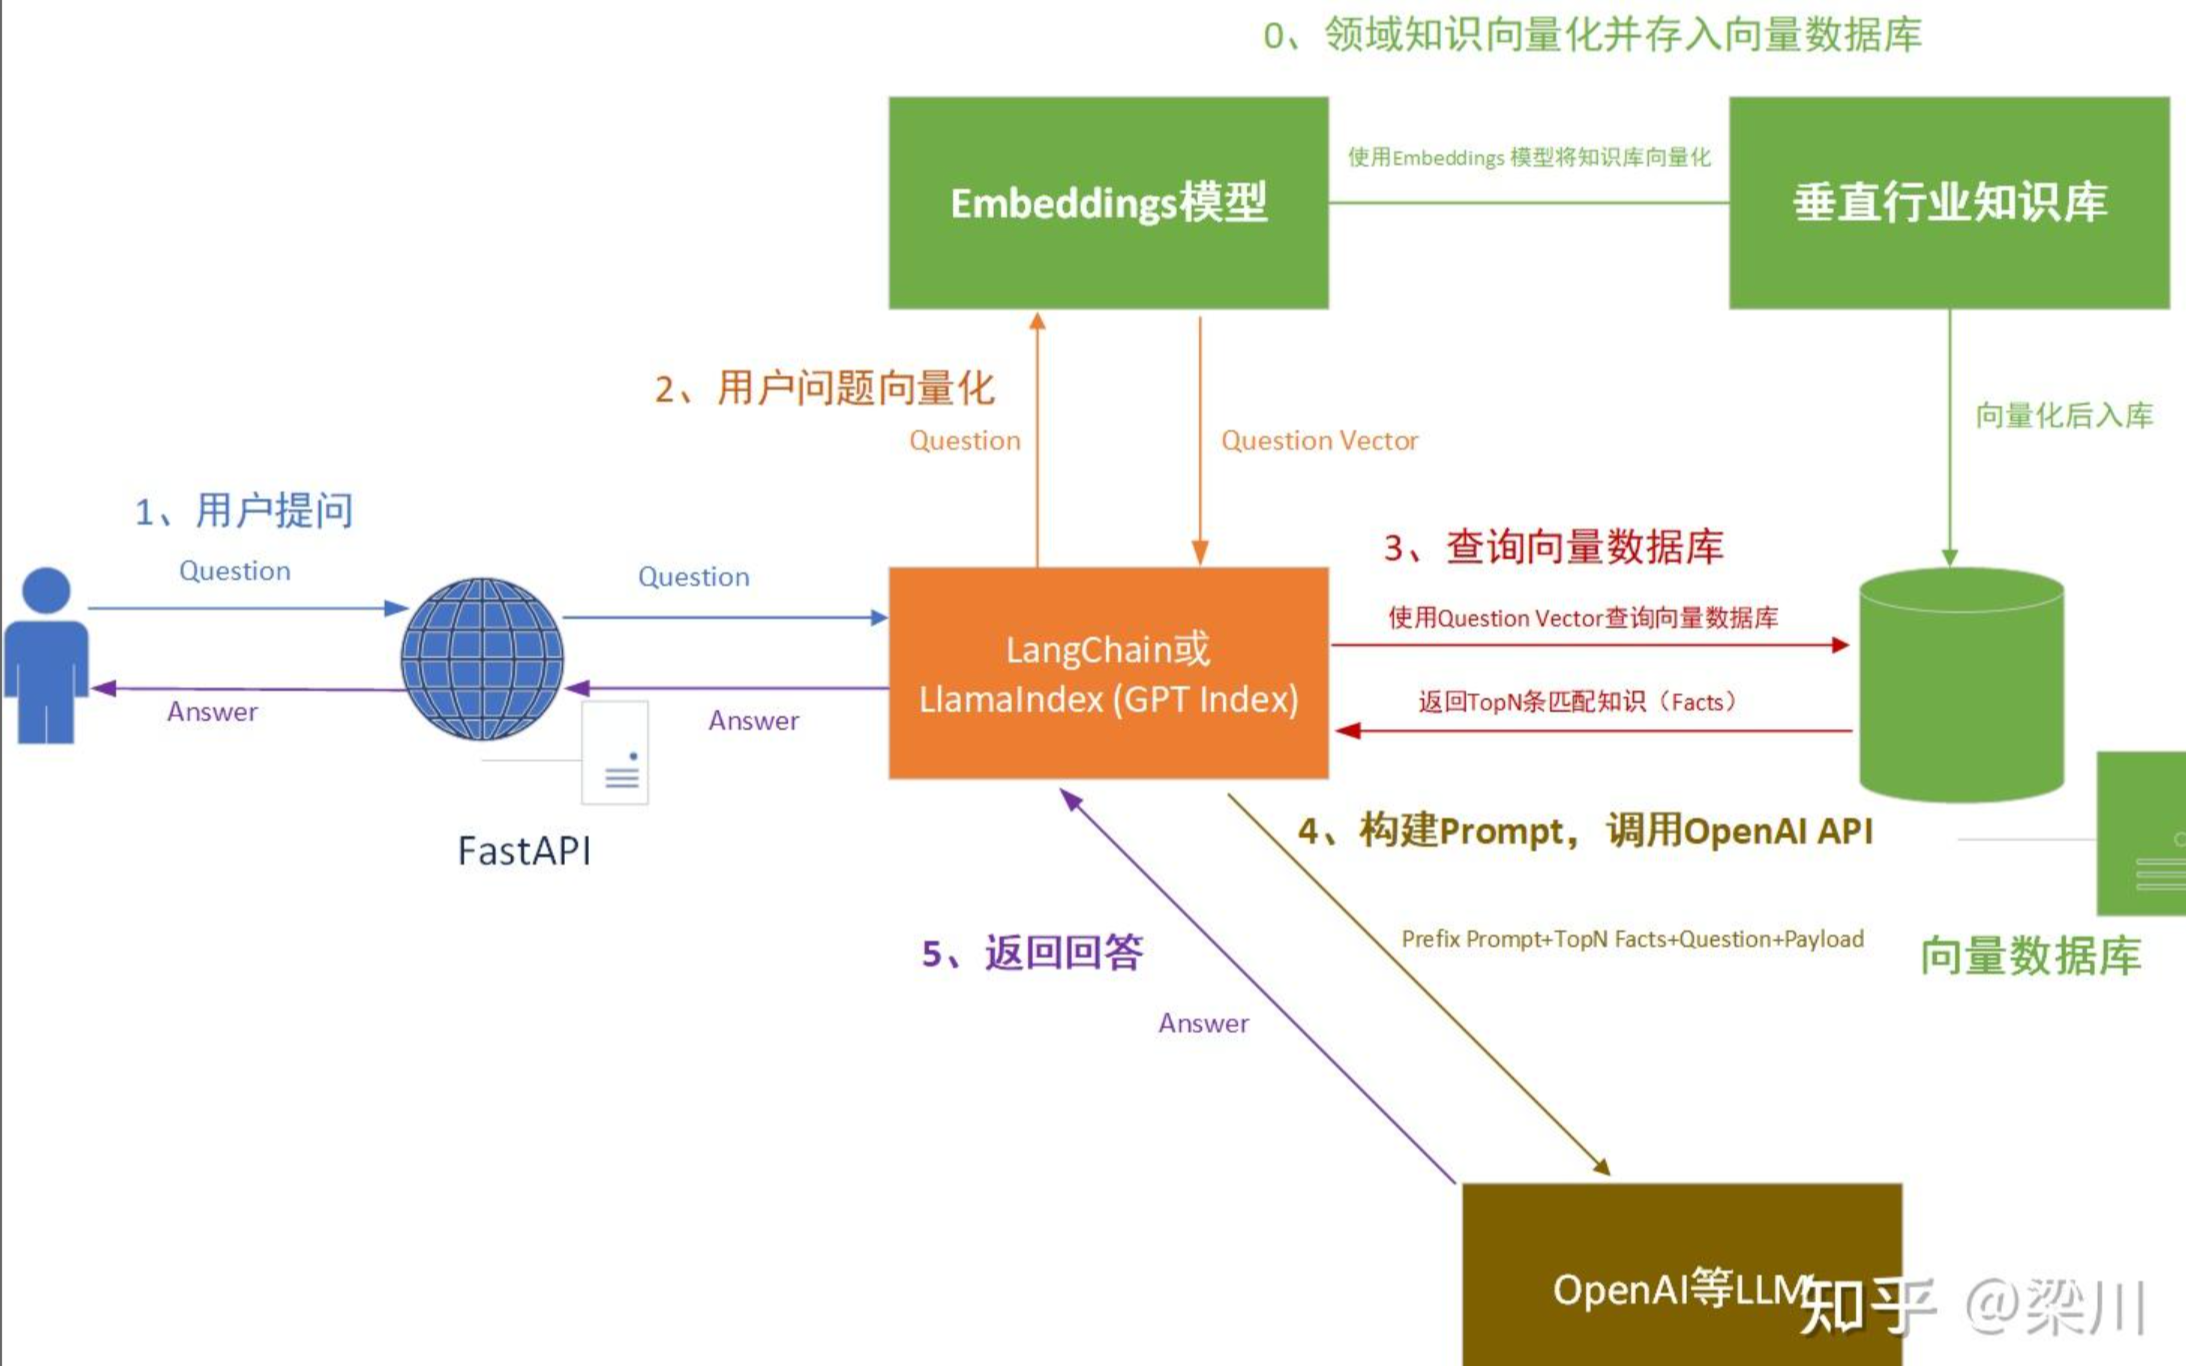 0、领域知识向量化并存入向量数据库
Embeddings模型
使用Embeddings 模型将知识库向量化
垂直行业知识库
2、用户问题向量化
Question
Question Vector
向量化后入库
1、用户提问
Question
Question
Answer
Answer
FastAPI
LangChain或
LlamaIndex (GPT Index)
3、查询向量数据库
使用Question Vector查询向量数据库
返回TopN条匹配知识（Facts）
4、构建Prompt，调用OpenAI API
Prefix Prompt+TopN Facts+Question+Payload
向量数据库
5、返回回答
Answer
OpenAI等LLM
知乎 @梁川